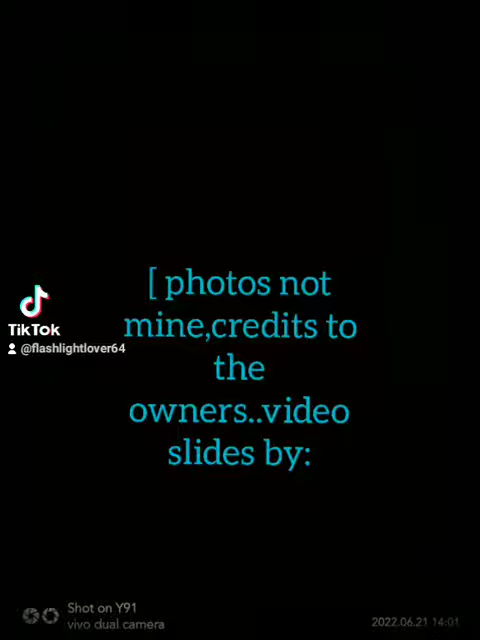 [ photos not
mine,credits to
the
owners..video
slides by:
TikTok
@flashlightlover64
Shot on Y91
vivo dual camera
2022.06.21 14:01